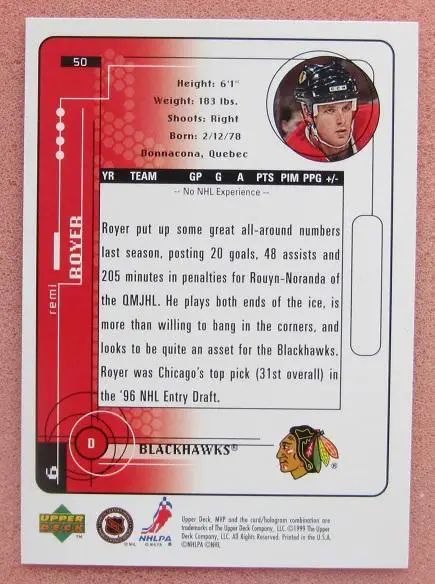 50
Height: 6'1"
Weight: 183 lbs.
Shoots: Right
Born: 2/12/78
Donnacona, Quebec
YR TEAM GP G A PTS PIM PPG +/-
-- No NHL Experience --
Royer put up some great all-around numbers
last season, posting 20 goals, 48 assists and
205 minutes in penalties for Rouyn-Noranda of
the QMJHL. He plays both ends of the ice, is
more than willing to bang in the corners, and
looks to be quite an asset for the Blackhawks.
Royer was Chicago's top pick (31st overall) in
the '96 NHL Entry Draft.
remi
ROYER
6
D
BLACKHAWKS®
®
UPPER
DECK
™
NHL
©NHL
NHLPA
©NHLPA ®
Upper Deck, MVP and the card/hologram combination are
trademarks of The Upper Deck Company, LLC. ©1999 The Upper
Deck Company, LLC. All Rights Reserved. Printed in the U.S.A.
©NHLPA ©NHL